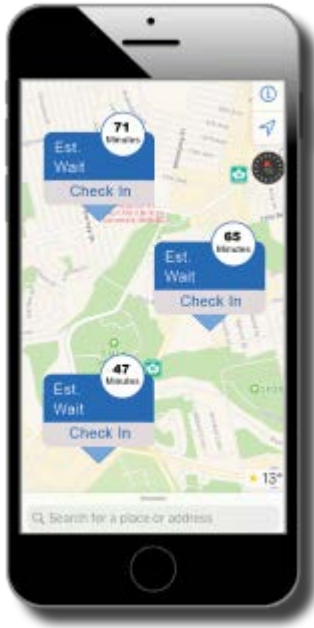 71
Minutes
Est.
Wait
Check In
65
Minutes
Est.
Wait
Check In
47
Minutes
Est.
Wait
Check In
13°
Search for a place or address